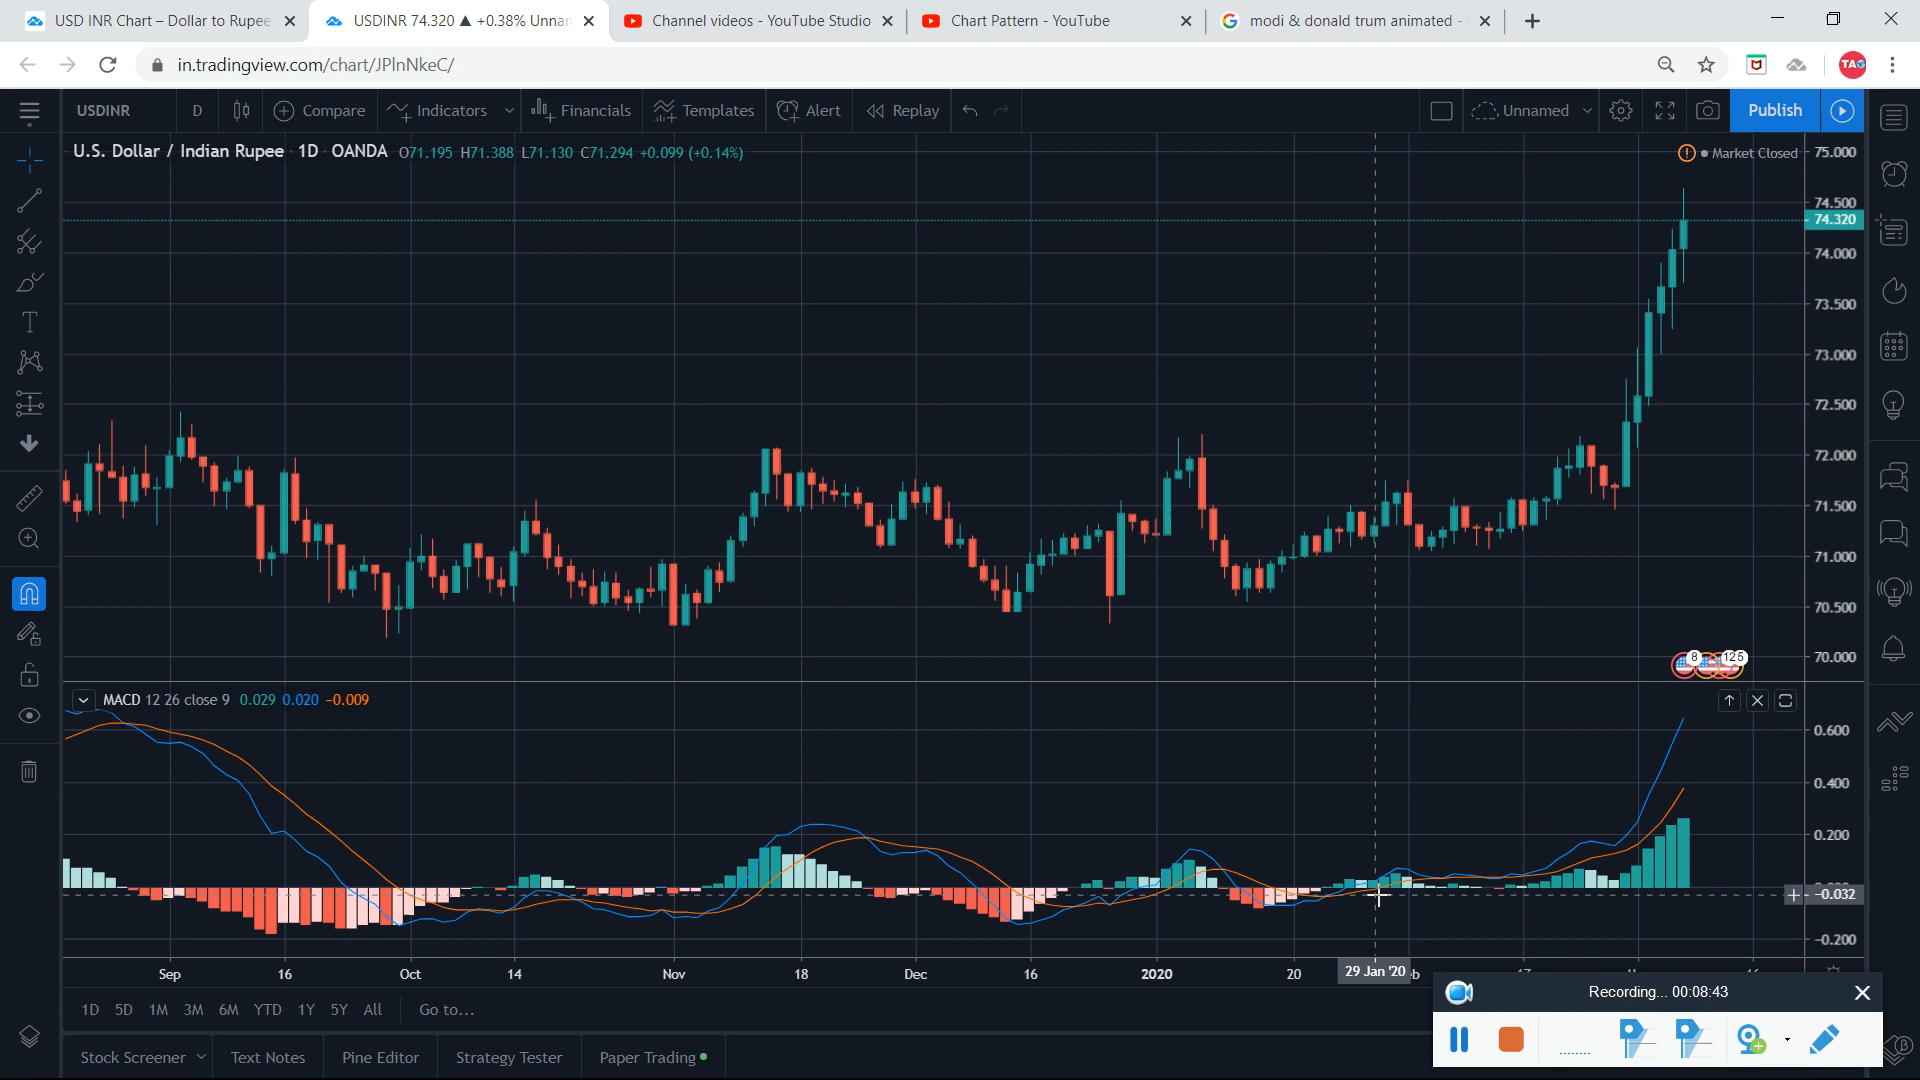 USD INR Chart – Dollar to Rupee
USDINR 74.320 ▲ +0.38% Unnan
Channel videos - YouTube Studio
Chart Pattern - YouTube
modi & donald trum animated -
in.tradingview.com/chart/JPlnNkeC/
TAG
USDINR
D
Compare
Indicators
Financials
Templates
Alert
Replay
Unnamed
Publish
U.S. Dollar / Indian Rupee 1D OANDA O71.195 H71.388 L71.130 C71.294 +0.099 (+0.14%)
Market Closed
75.000
74.500
74.320
74.000
73.500
73.000
72.500
72.000
71.500
71.000
70.500
70.000
8
125
MACD 12 26 close 9 0.029 0.020 −0.009
0.600
0.400
0.200
−0.032
−0.200
Sep 16 Oct 14 Nov 18 Dec 16 2020 20 29 Jan '20
1D 5D 1M 3M 6M YTD 1Y 5Y All Go to...
Recording... 00:08:43
Stock Screener Text Notes Pine Editor Strategy Tester Paper Trading